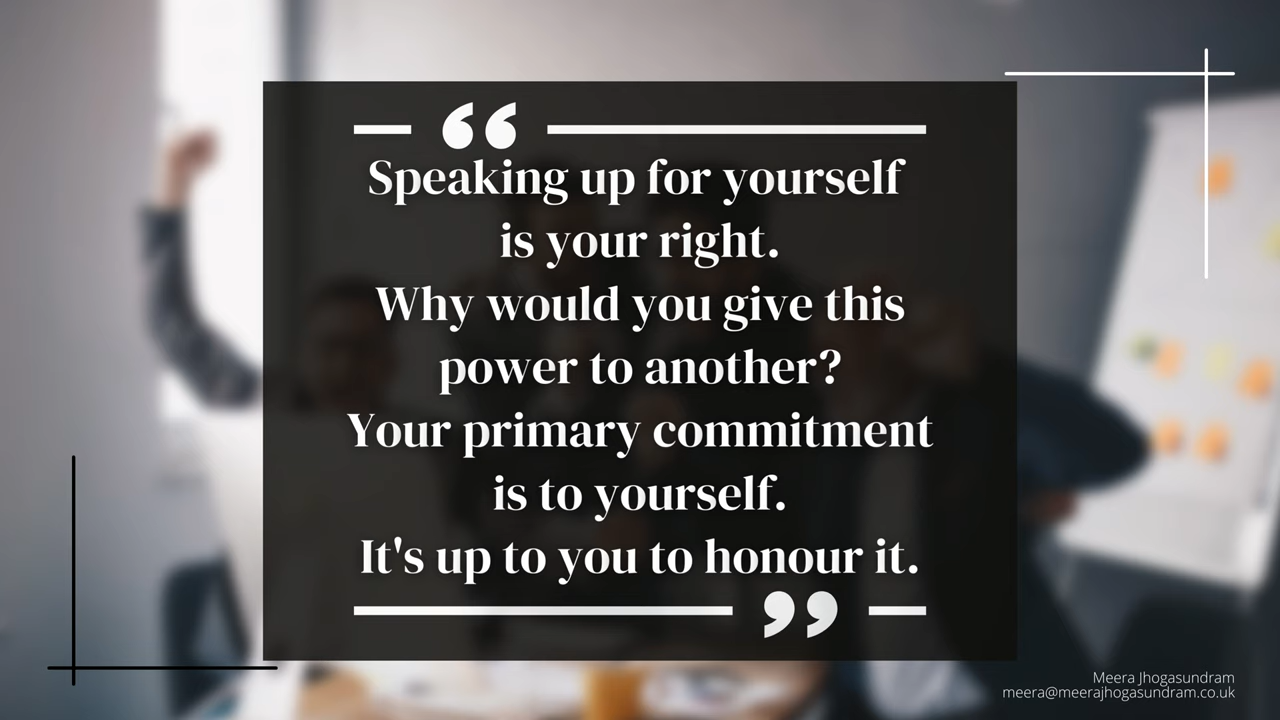 “
Speaking up for yourself
is your right.
Why would you give this
power to another?
Your primary commitment
is to yourself.
It's up to you to honour it.
”
Meera Jhogasundram
meera@meerajhogasundram.co.uk